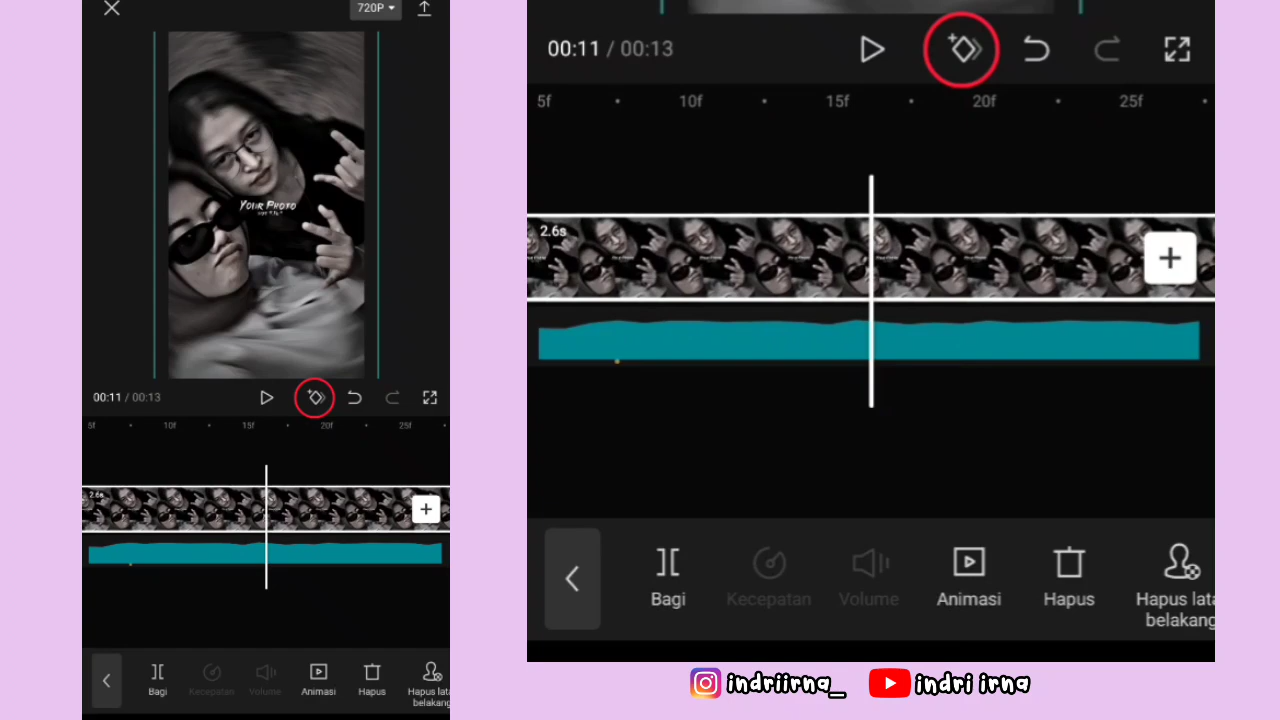 720P
YOUR PHOTO
00:11 / 00:13
5f 10f 15f 20f 25f
2.6s
Bagi Kecepatan Volume Animasi Hapus Hapus lata
belakang
00:11 / 00:13
5f 10f 15f 20f 25f
2.6s
Bagi Kecepatan Volume Animasi Hapus Hapus lata
belakang
indriirna_ indri irna